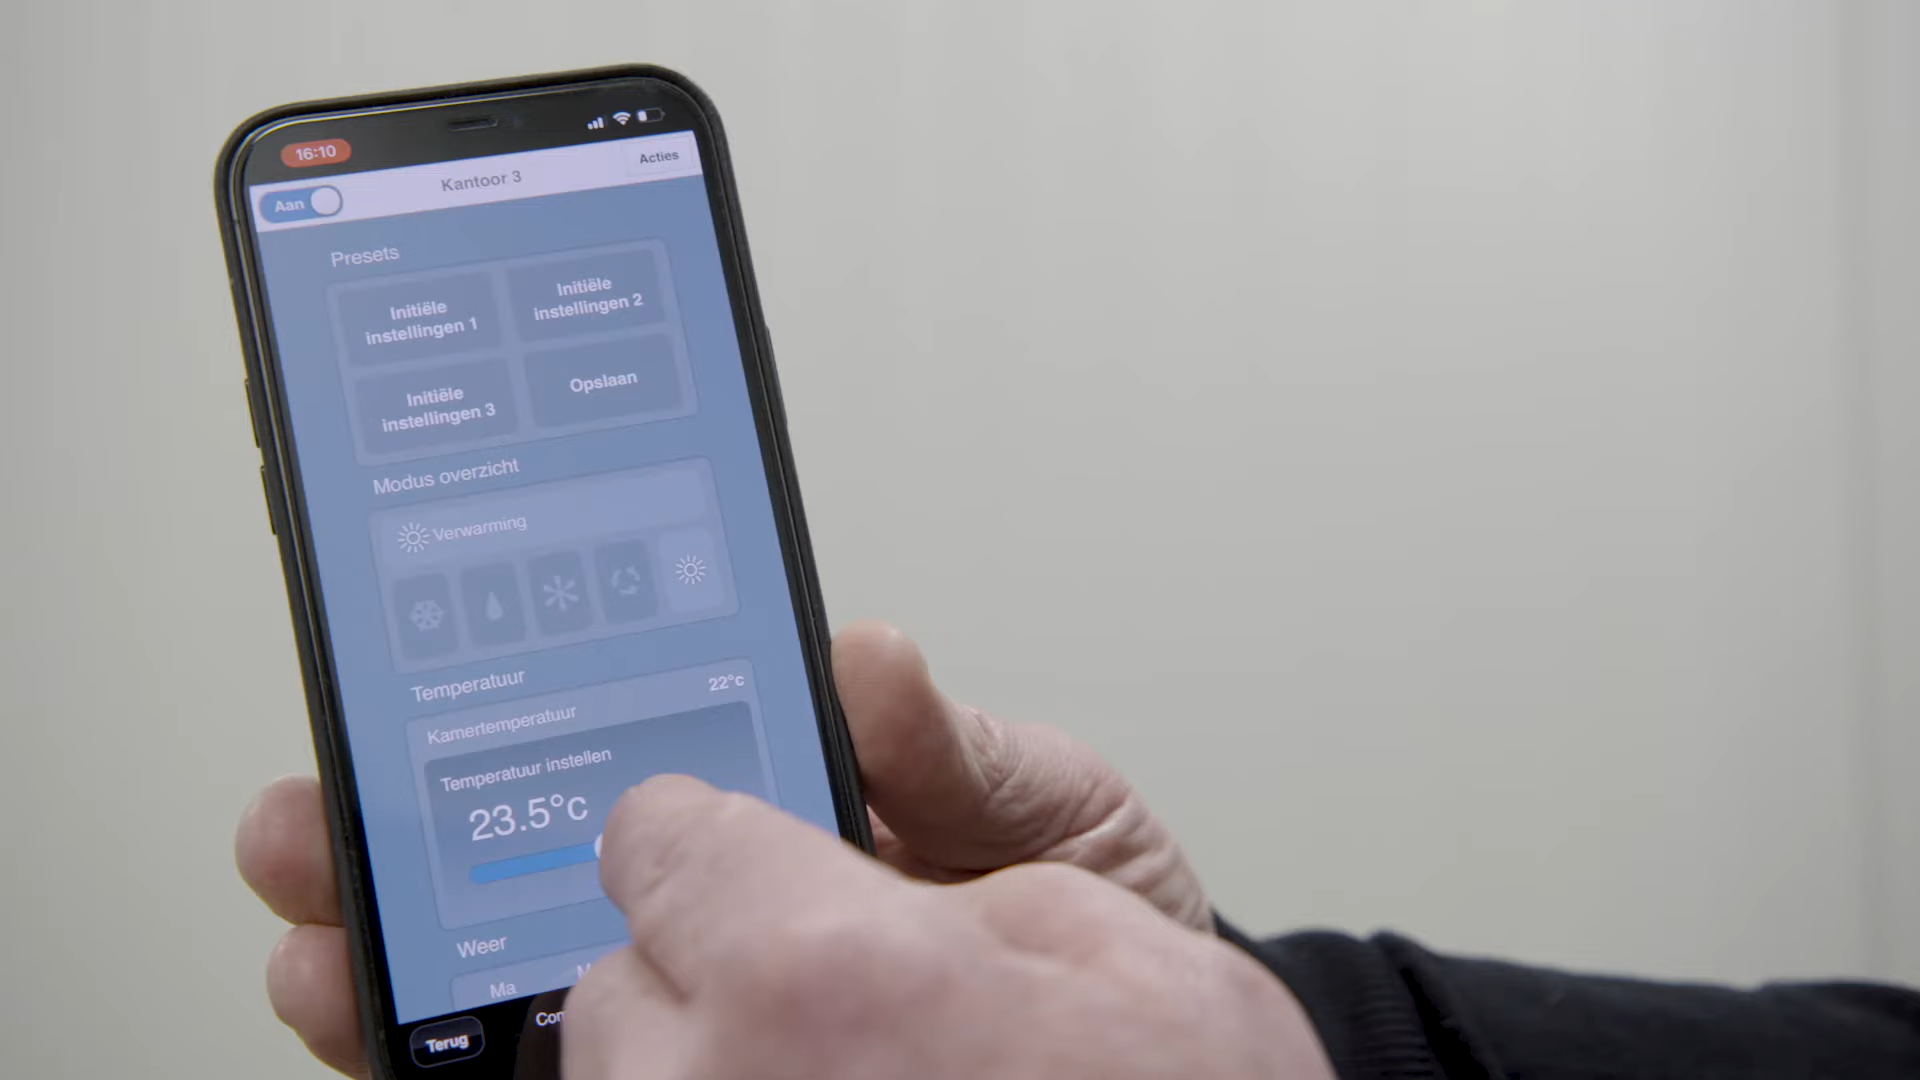 16:10
Aan
Kantoor 3
Acties
Presets
Initiële
instellingen 1
Initiële
instellingen 2
Initiële
instellingen 3
Opslaan
Modus overzicht
Verwarming
Temperatuur
Kamertemperatuur
22°c
Temperatuur instellen
23.5°c
Weer
Ma
Terug